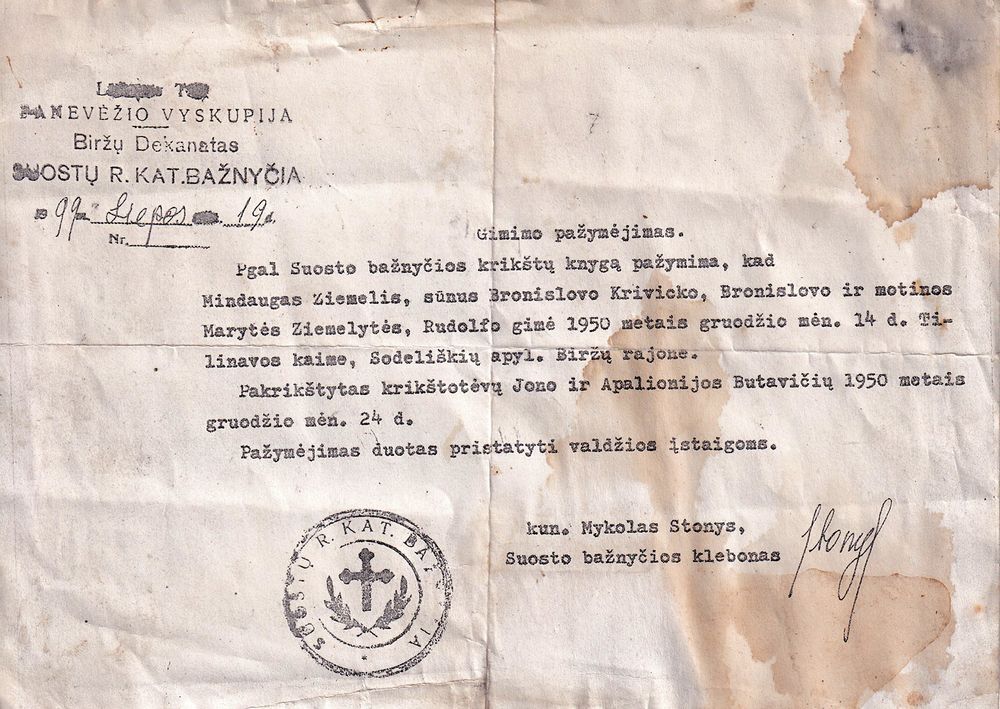 PANEVĖŽIO VYSKUPIJA
Biržų Dekanatas
SUOSTŲ R. KAT. BAŽNYČIA
1999 m. Liepos 19 d.
Nr.
Gimimo pažymėjimas.
Pgal Suosto bažnyčios krikštų knygą pažymima, kad
Mindaugas Ziemelis, sūnus Bronislovo Krivicko, Bronislovo ir motinos
Marytės Ziemelytės, Rudolfo gimė 1950 metais gruodžio mėn. 14 d. Ti-
linavos kaime, Sodeliškių apyl. Biržų rajone.
Pakrikštytas krikštotėvų Jono ir Apalionijos Butavičių 1950 metais
gruodžio mėn. 24 d.
Pažymėjimas duotas pristatyti valdžios įstaigoms.
kun. Mykolas Stonys,
Suosto bažnyčios klebonas
Stonys
SUOSTŲ R. KAT. BAŽNYČIA